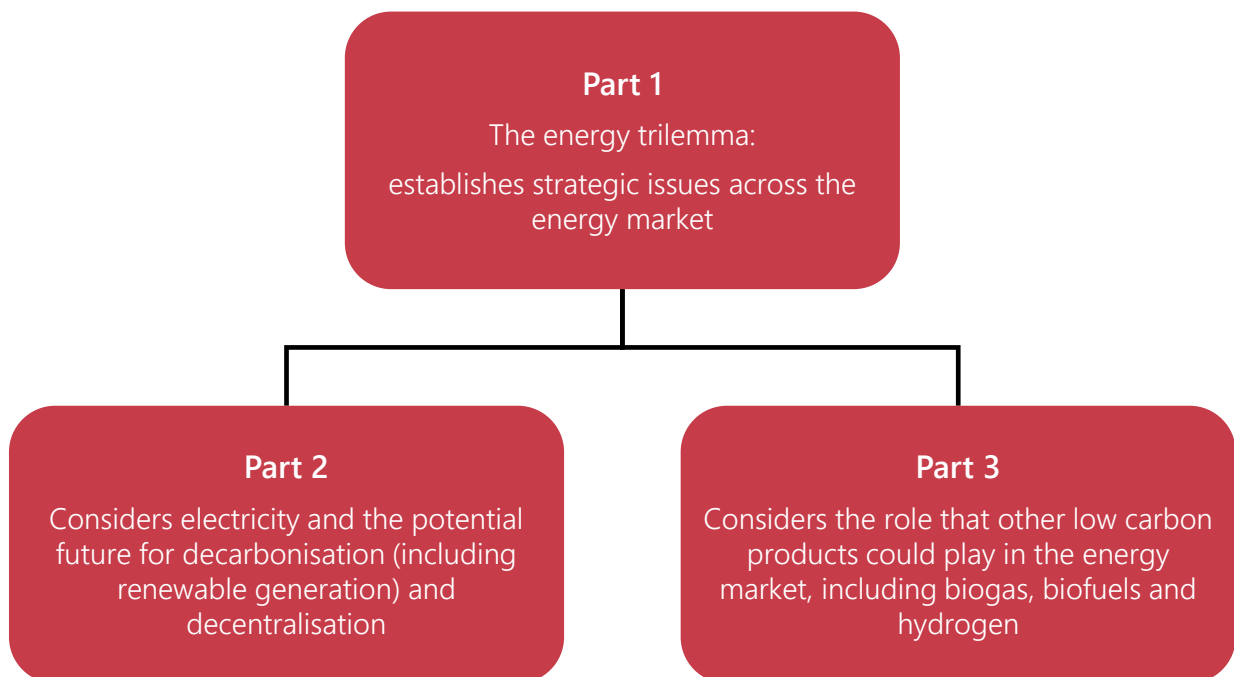 Part 1
The energy trilemma:
establishes strategic issues across the
energy market
Part 2
Considers electricity and the potential
future for decarbonisation (including
renewable generation) and
decentralisation
Part 3
Considers the role that other low carbon
products could play in the energy
market, including biogas, biofuels and
hydrogen